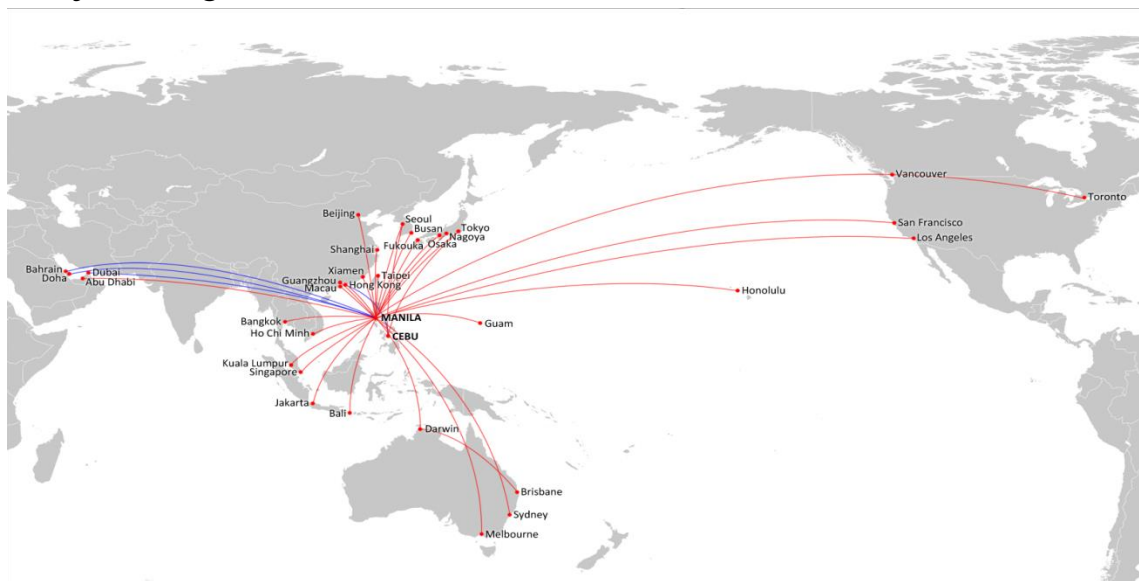 Vancouver
Toronto
Beijing
Seoul
San Francisco
Tokyo
Busan
Nagoya
Los Angeles
Fukouka
Osaka
Shanghai
Bahrain
Dubai
Doha
Xiamen
Taipei
Abu Dhabi
Guangzhou
Hong Kong
Macau
Honolulu
MANILA
Bangkok
Guam
Ho Chi Minh
CEBU
Kuala Lumpur
Singapore
Jakarta
Bali
Darwin
Brisbane
Sydney
Melbourne